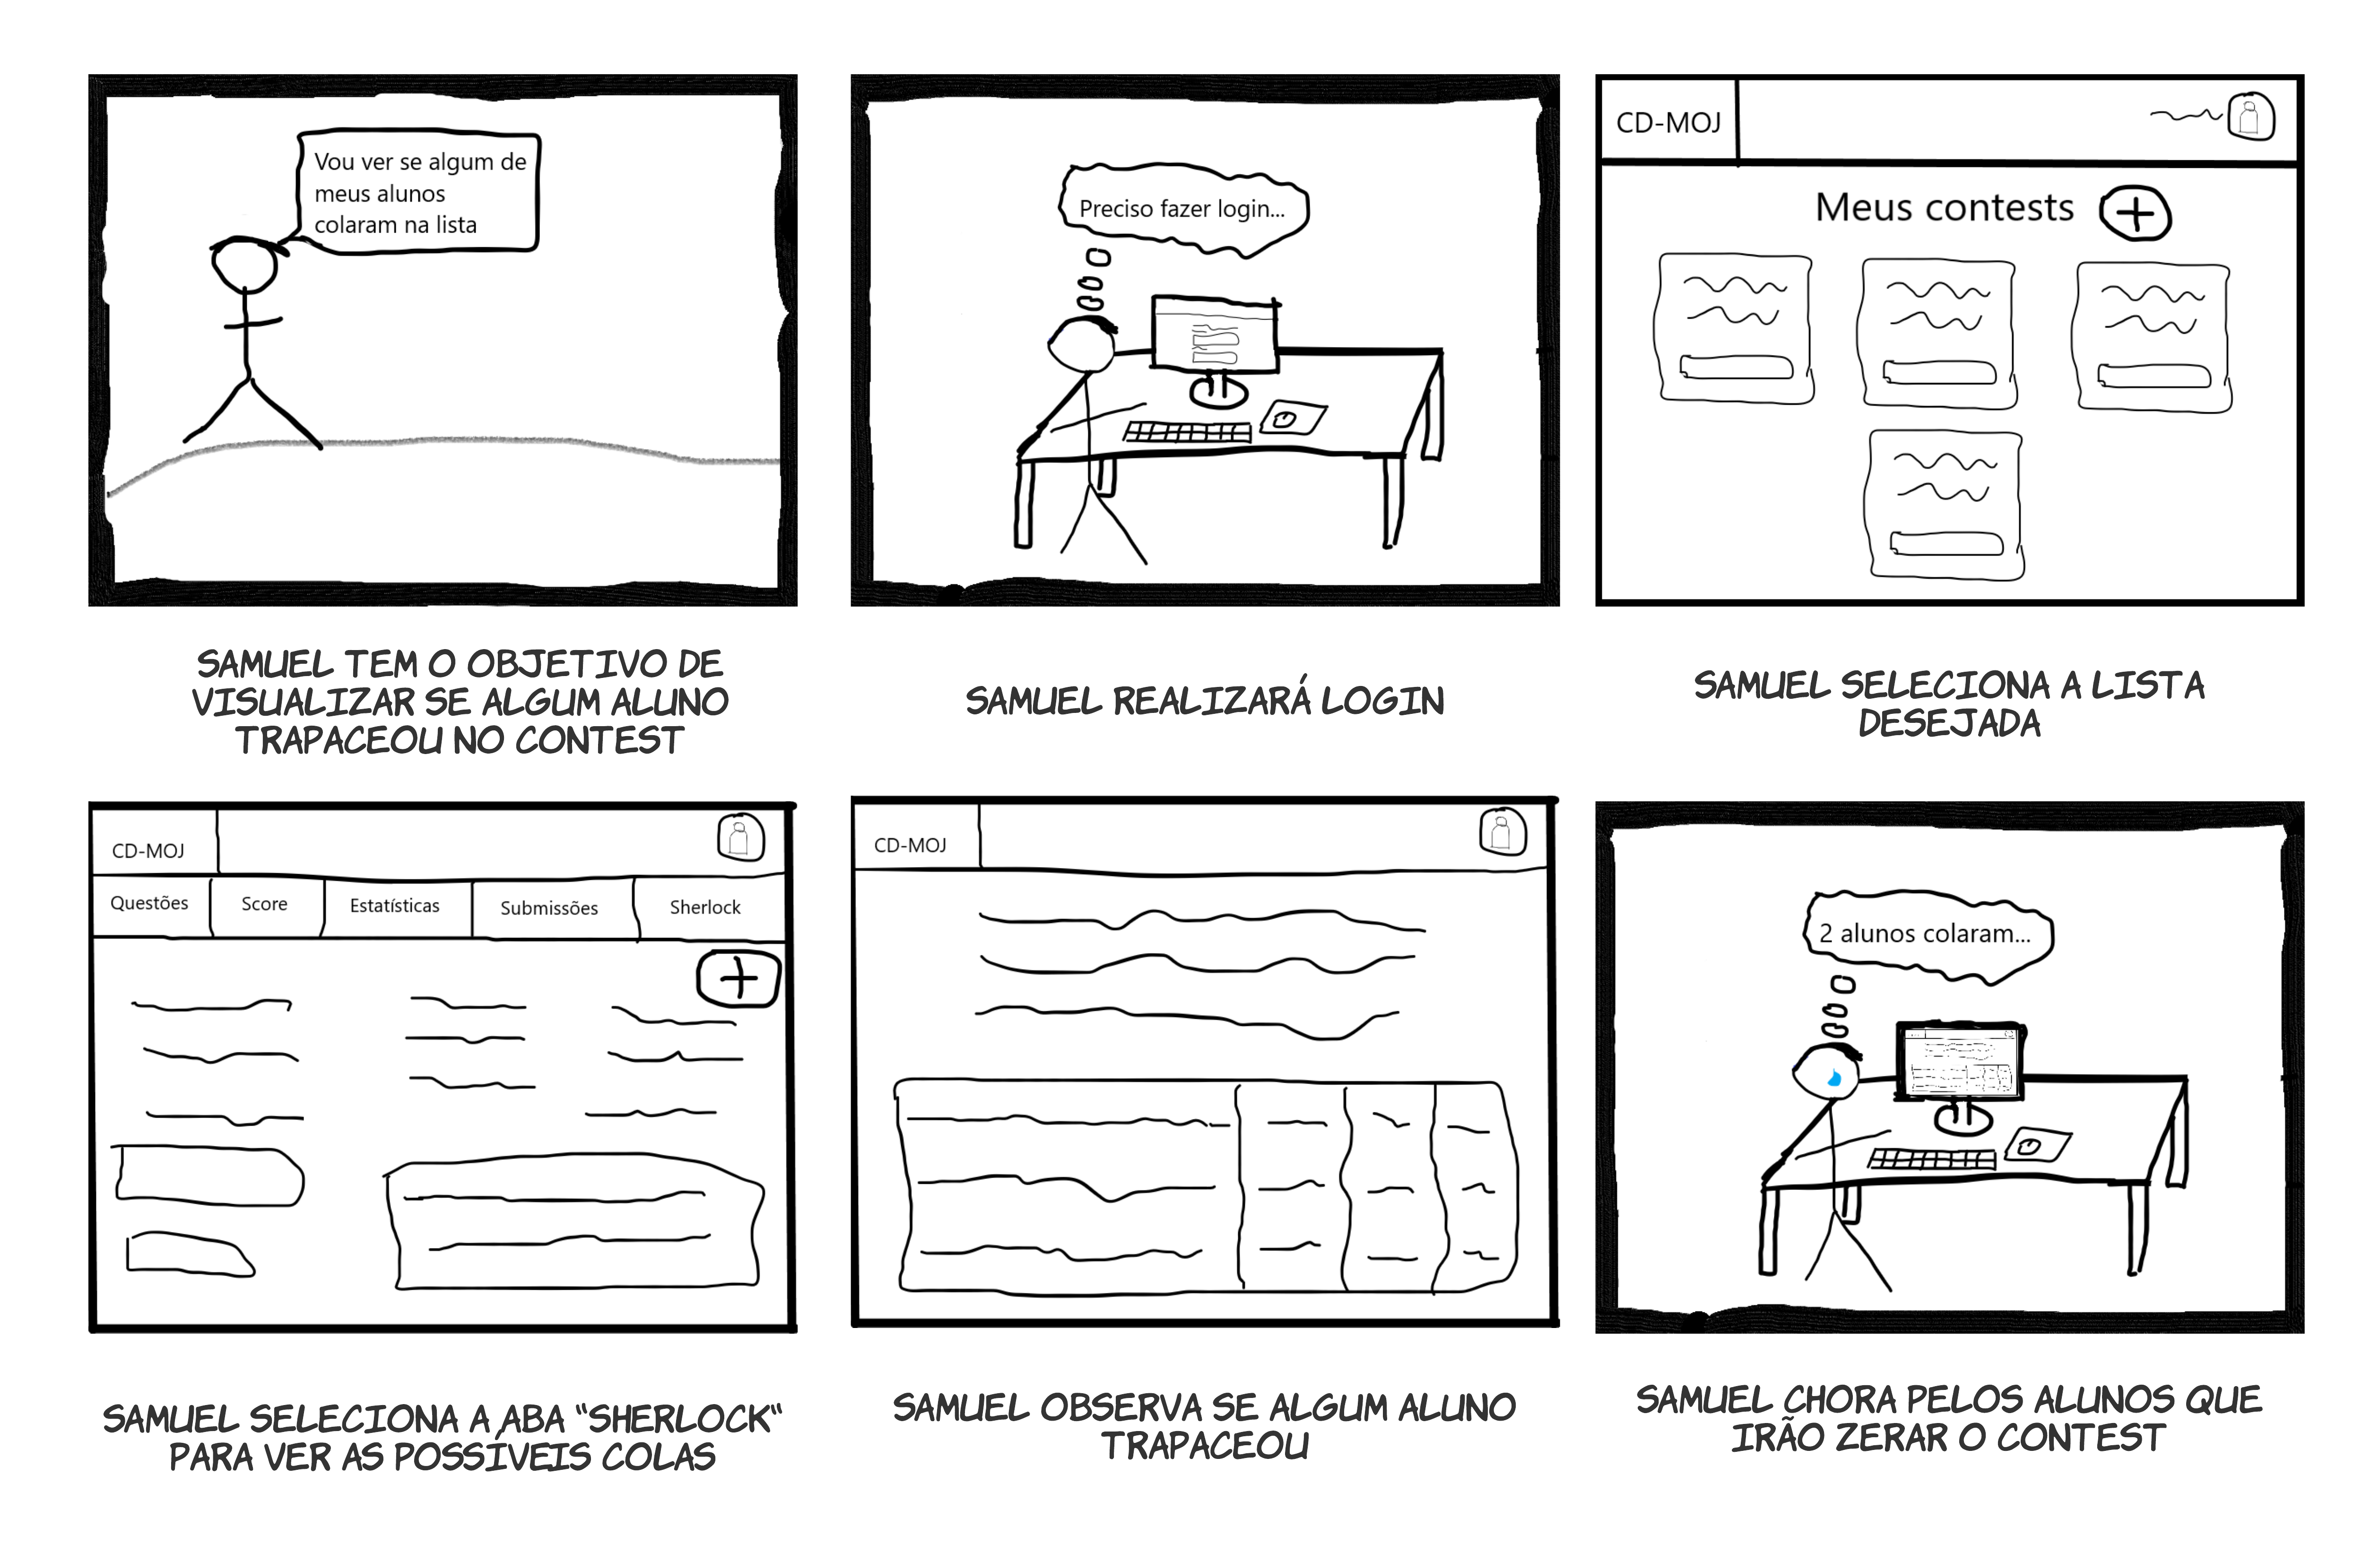 Vou ver se algum de
meus alunos
colaram na lista
Preciso fazer login...
CD-MOJ
Meus contests
SAMUEL TEM O OBJETIVO DE
VISUALIZAR SE ALGUM ALUNO
TRAPACEOU NO CONTEST
SAMUEL REALIZARÁ LOGIN
SAMUEL SELECIONA A LISTA
DESEJADA
CD-MOJ
Questões
Score
Estatísticas
Submissões
Sherlock
CD-MOJ
2 alunos colaram...
SAMUEL SELECIONA A ABA "SHERLOCK"
PARA VER AS POSSÍVEIS COLAS
SAMUEL OBSERVA SE ALGUM ALUNO
TRAPACEOU
SAMUEL CHORA PELOS ALUNOS QUE
IRÃO ZERAR O CONTEST